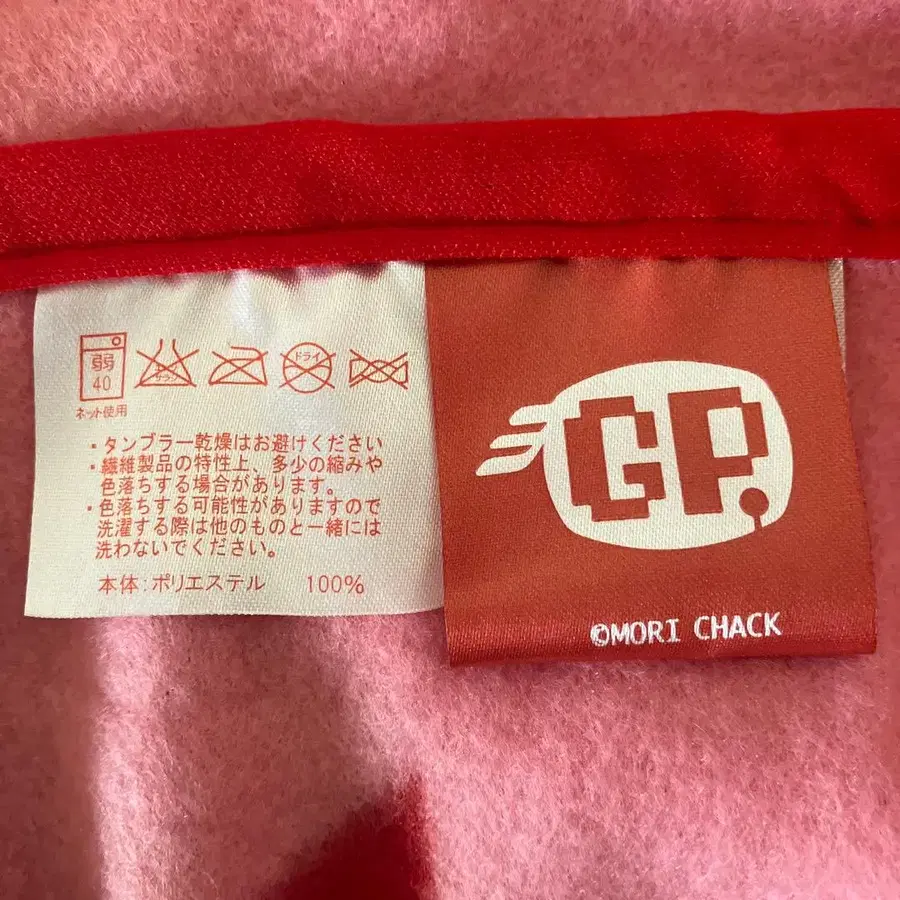 弱
40
サラシ
ドライ
ネット使用
・タンブラー乾燥はお避けください
・繊維製品の特性上、多少の縮みや
色落ちする場合があります。
・色落ちする可能性がありますので
洗濯する際は他のものと一緒には
洗わないでください。
本体:ポリエステル 100%
GP.
©MORI CHACK